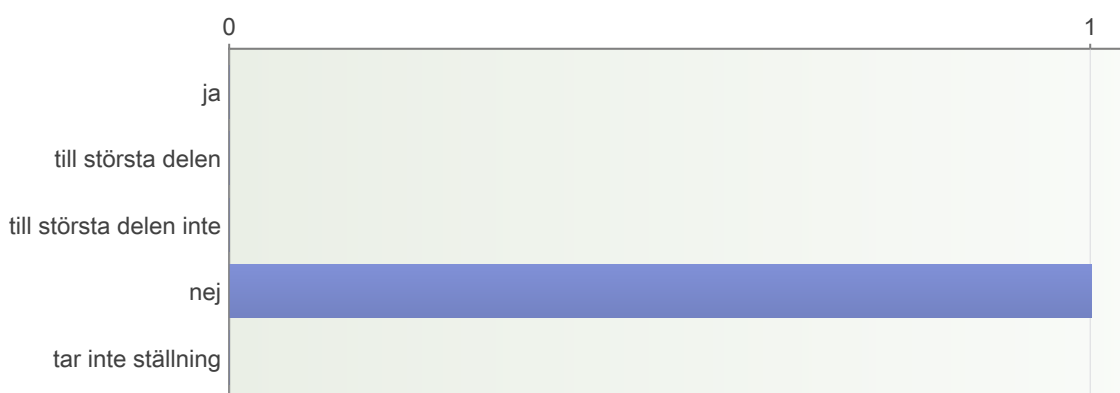 0 1
ja
till största delen
till största delen inte
nej
tar inte ställning